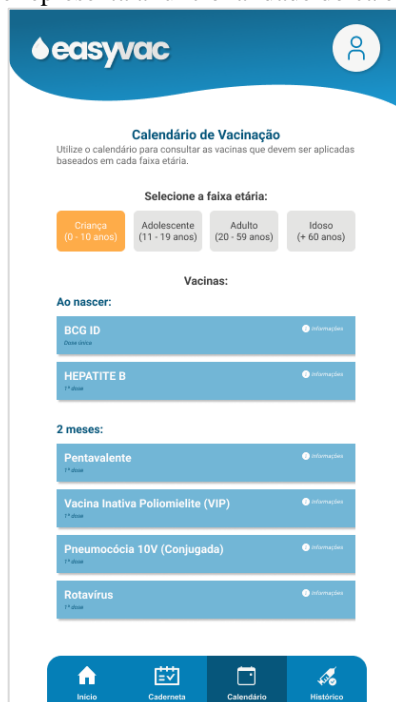 easyvac
Calendário de Vacinação
Utilize o calendário para consultar as vacinas que devem ser aplicadas
baseados em cada faixa etária.
Selecione a faixa etária:
Criança
(0 - 10 anos)
Adolescente
(11 - 19 anos)
Adulto
(20 - 59 anos)
Idoso
(+ 60 anos)
Vacinas:
Ao nascer:
BCG ID
informações
Dose única
HEPATITE B
informações
1ª dose
2 meses:
Pentavalente
informações
1ª dose
Vacina Inativa Poliomielite (VIP)
informações
1ª dose
Pneumocócia 10V (Conjugada)
informações
1ª dose
Rotavírus
informações
1ª dose
Início
Caderneta
Calendário
Histórico